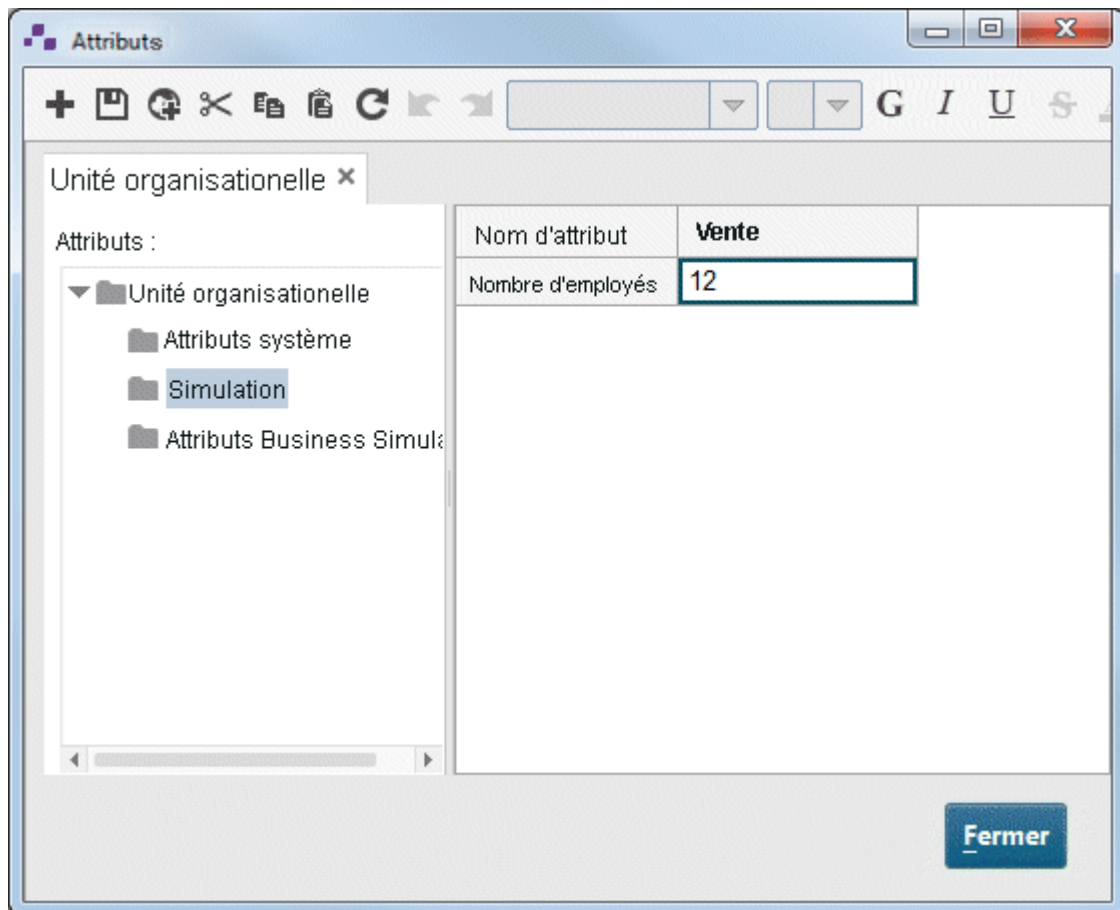 Attributs
G I U S
Unité organisationelle
Attributs :
Unité organisationelle
Attributs système
Simulation
Attributs Business Simula
Nom d'attribut Vente
Nombre d'employés 12
Fermer